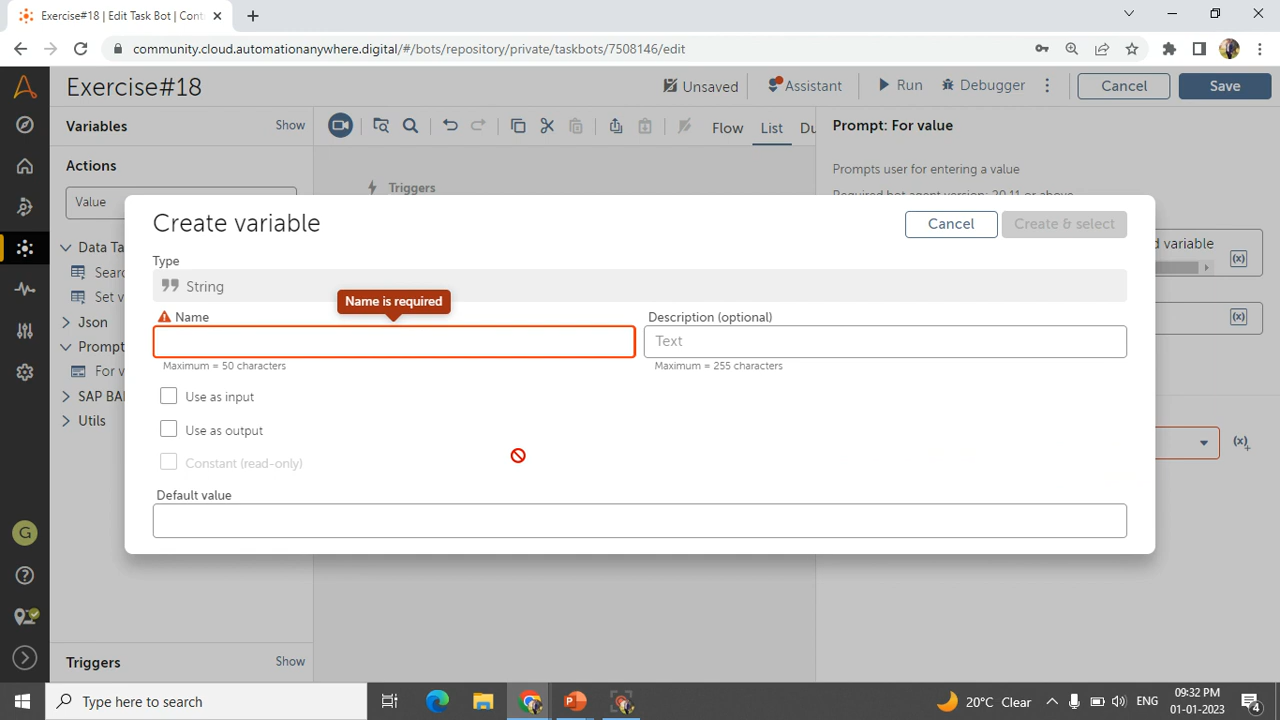 Exercise#18 | Edit Task Bot | Cont
community.cloud.automationanywhere.digital/#/bots/repository/private/taskbots/7508146/edit
Exercise#18
Unsaved
Assistant
Run
Debugger
Cancel
Save
Variables
Show
Flow
List
Du
Prompt: For value
Actions
Prompts user for entering a value
Triggers
Value
Create variable
Cancel
Create & select
d variable
Data Ta
Type
String
Searc
Set v
Name is required
Name
Description (optional)
Json
Text
Prompt
Maximum = 50 characters
Maximum = 255 characters
For v
SAP BA
Use as input
Utils
Use as output
Constant (read-only)
Default value
G
Triggers
Show
Type here to search
20°C Clear
ENG
09:32 PM
01-01-2023
4